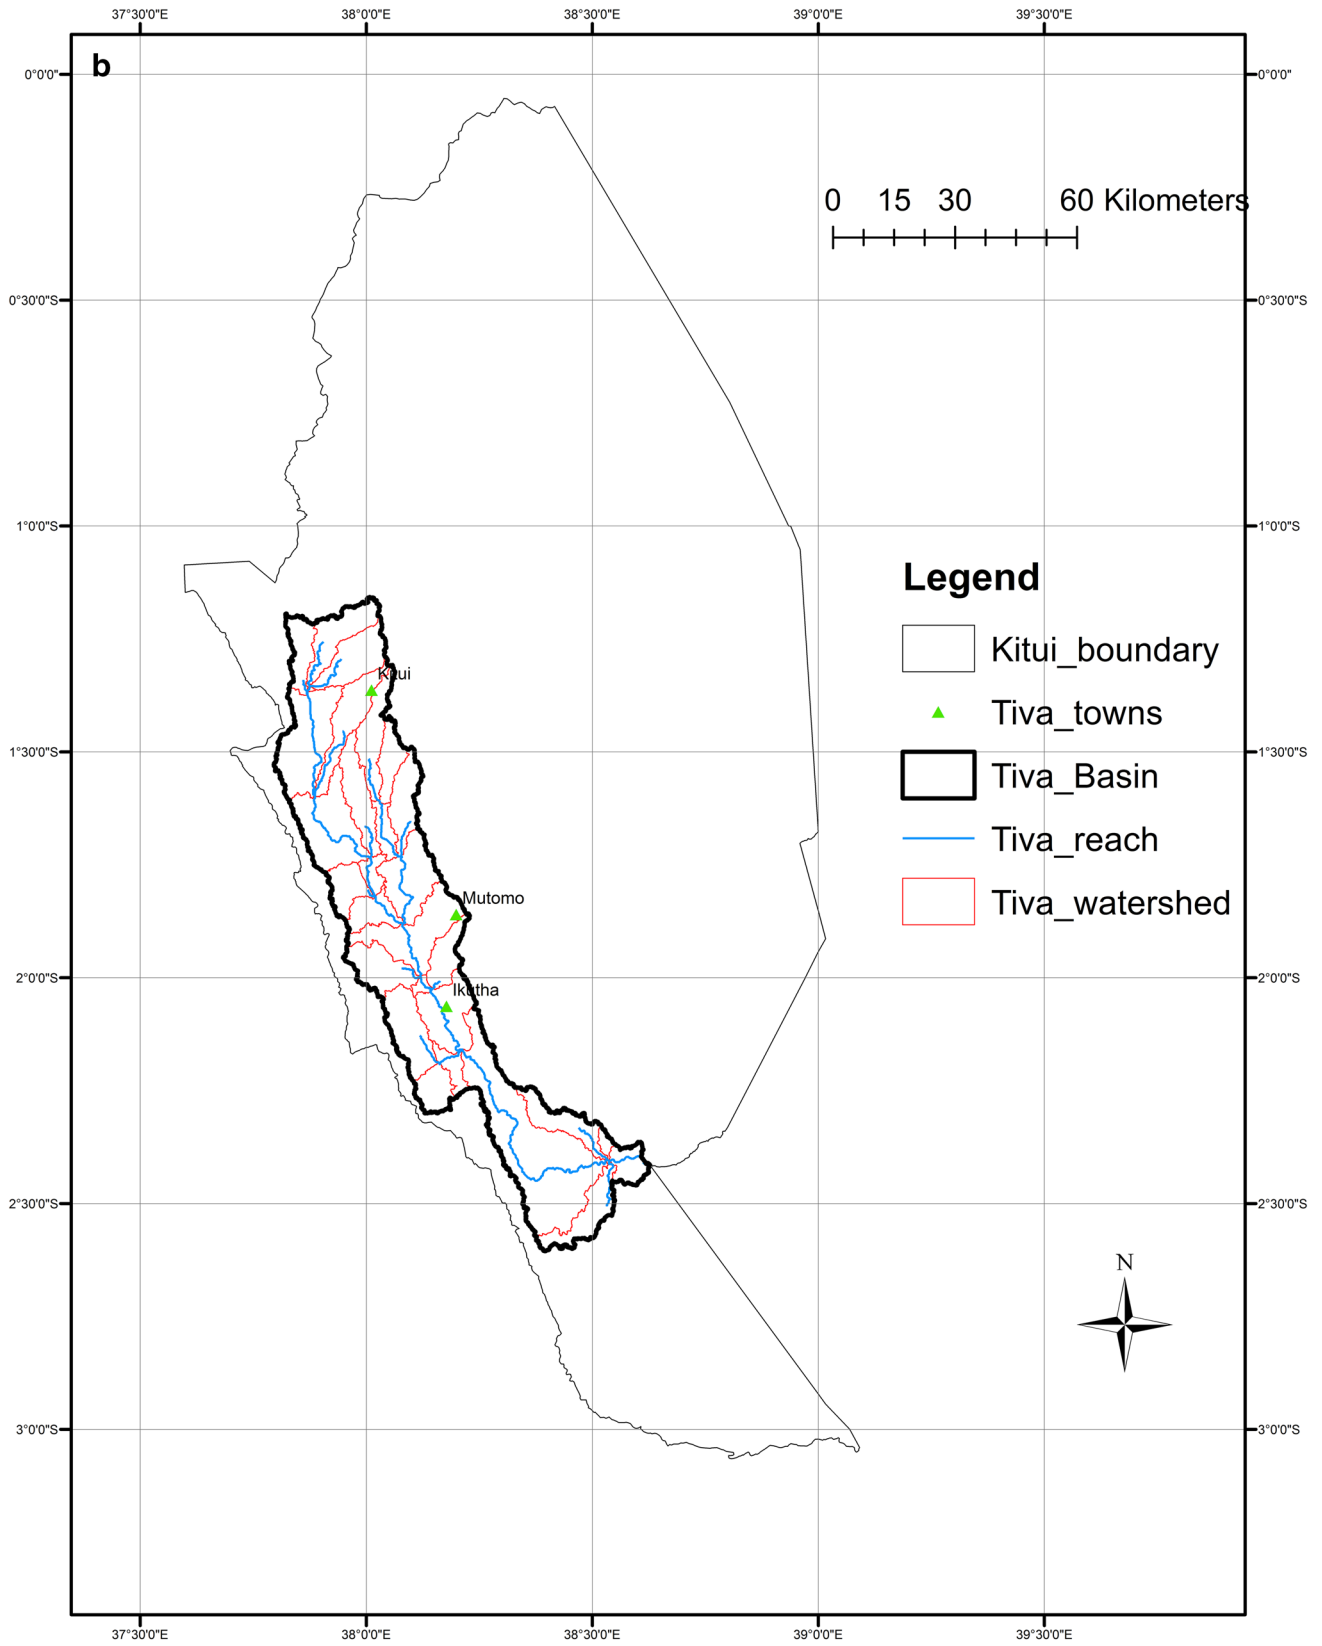 37°30'0"E 38°0'0"E 38°30'0"E 39°0'0"E 39°30'0"E
b
0°0'0" 0°0'0"
0 15 30 60 Kilometers
0°30'0"S 0°30'0"S
1°0'0"S 1°0'0"S
Legend
Kitui_boundary
Kitui
Tiva_towns
1°30'0"S 1°30'0"S
Tiva_Basin
Tiva_reach
Mutomo
Tiva_watershed
2°0'0"S 2°0'0"S
Ikutha
2°30'0"S 2°30'0"S
N
3°0'0"S 3°0'0"S
37°30'0"E 38°0'0"E 38°30'0"E 39°0'0"E 39°30'0"E